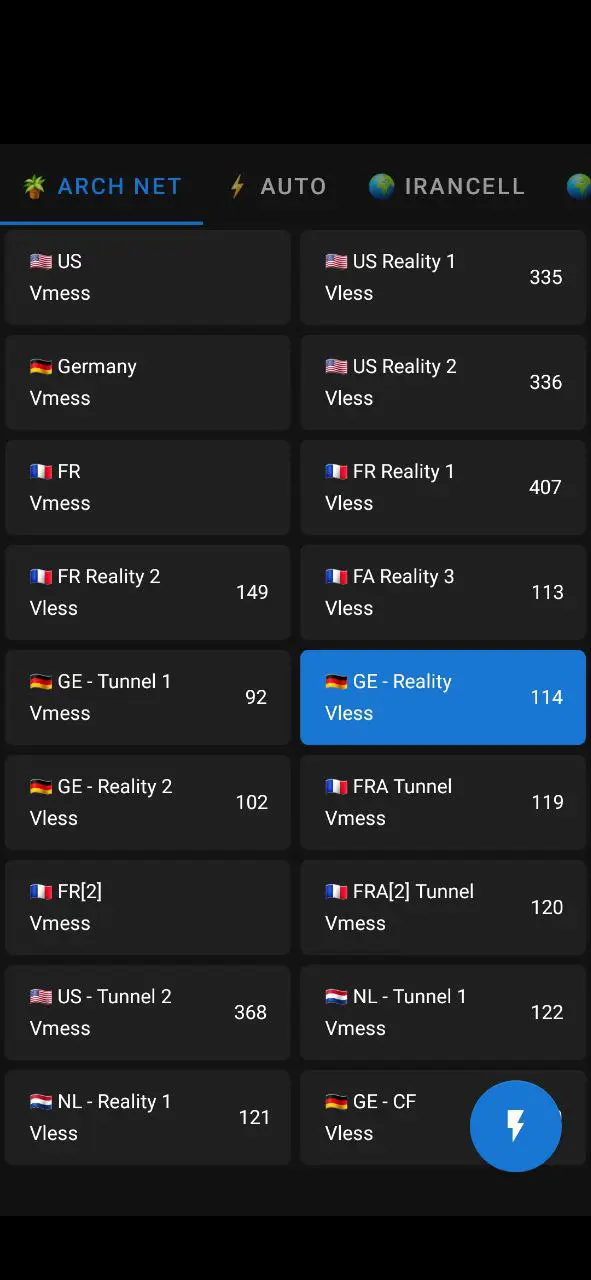 🪴 ARCH NET ⚡ AUTO 🌍 IRANCELL 🌍
🇺🇸 US
Vmess
🇺🇸 US Reality 1
Vless
335
🇩🇪 Germany
Vmess
🇺🇸 US Reality 2
Vless
336
🇫🇷 FR
Vmess
🇫🇷 FR Reality 1
Vless
407
🇫🇷 FR Reality 2
Vless
149
🇫🇷 FA Reality 3
Vless
113
🇩🇪 GE - Tunnel 1
Vmess
92
🇩🇪 GE - Reality
Vless
114
🇩🇪 GE - Reality 2
Vless
102
🇫🇷 FRA Tunnel
Vmess
119
🇫🇷 FR[2]
Vmess
🇫🇷 FRA[2] Tunnel
Vmess
120
🇺🇸 US - Tunnel 2
Vmess
368
🇳🇱 NL - Tunnel 1
Vmess
122
🇳🇱 NL - Reality 1
Vless
121
🇩🇪 GE - CF
Vless